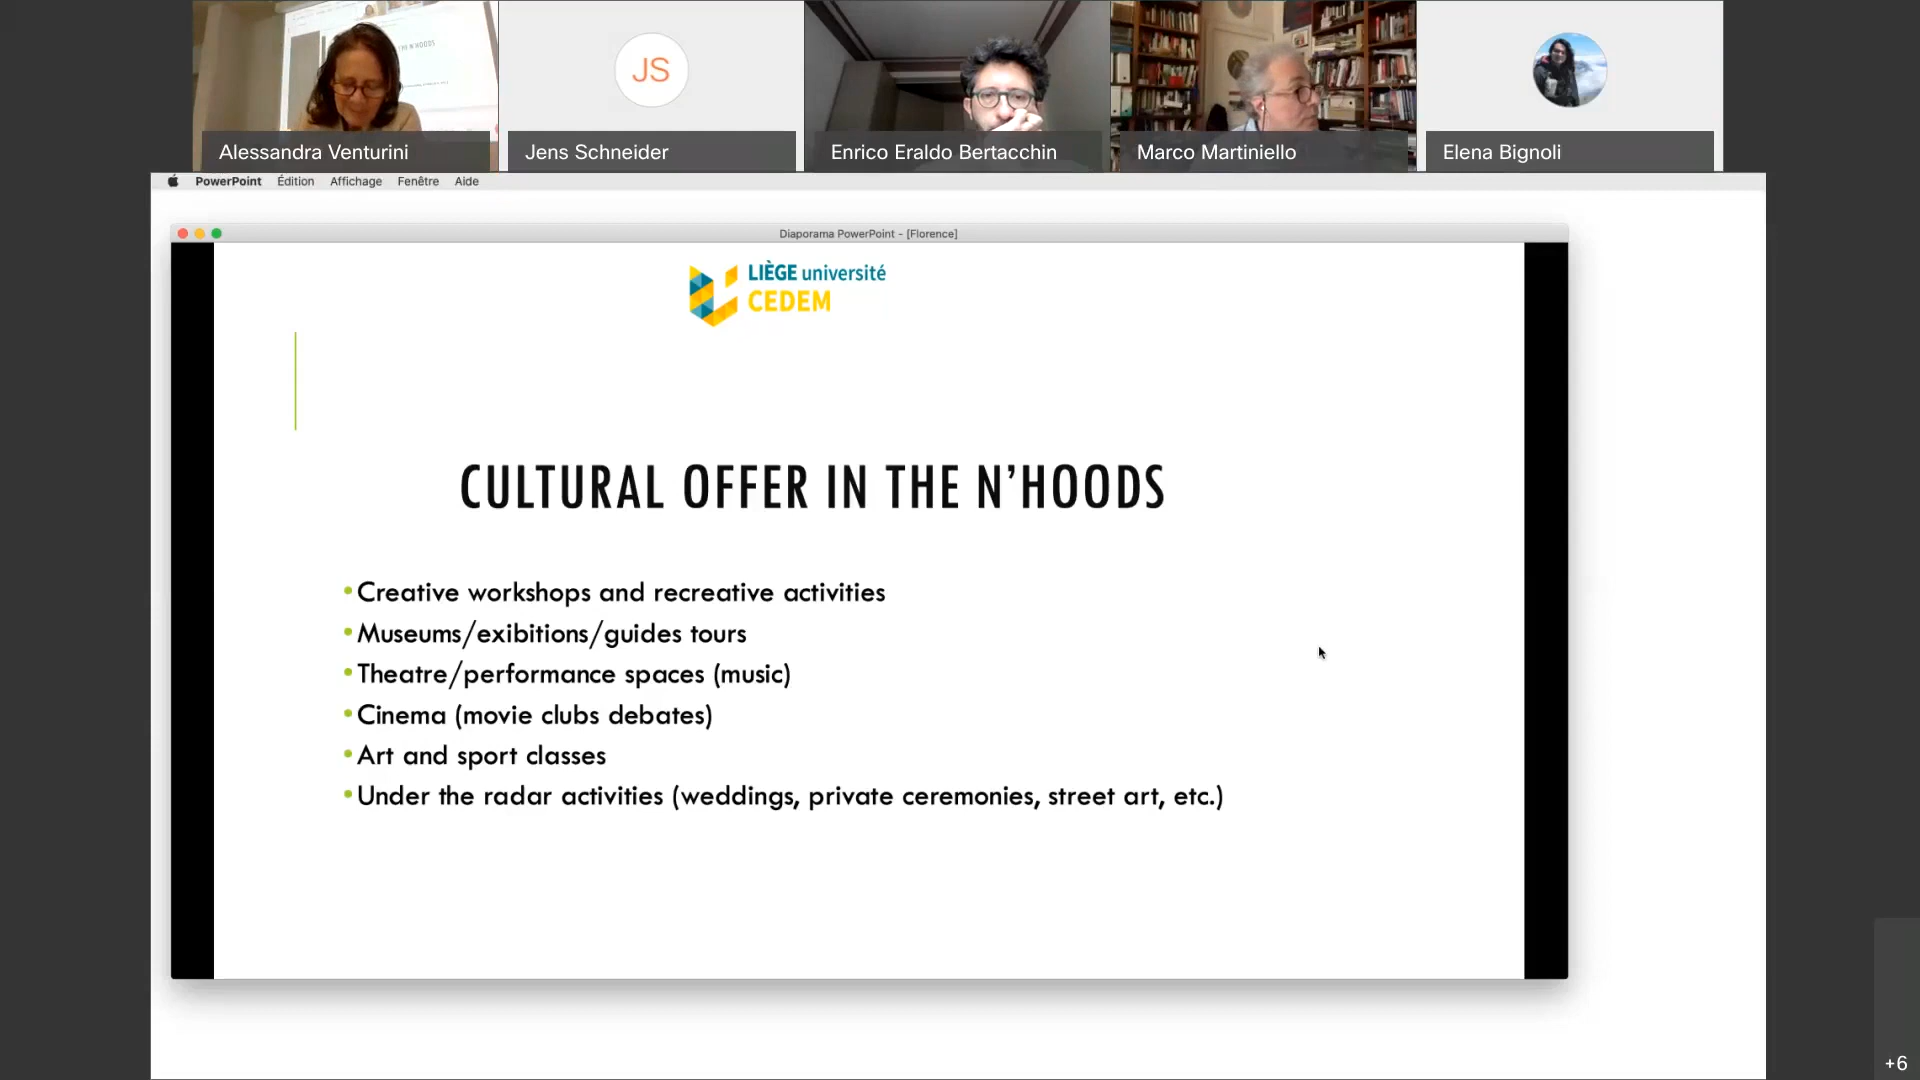 JS
Alessandra Venturini
Jens Schneider
Enrico Eraldo Bertacchin
Marco Martiniello
Elena Bignoli
PowerPoint Édition Affichage Fenêtre Aide
Diaporama PowerPoint - [Florence]
LIÈGE université
CEDEM
CULTURAL OFFER IN THE N’HOODS
•Creative workshops and recreative activities
•Museums/exibitions/guides tours
•Theatre/performance spaces (music)
•Cinema (movie clubs debates)
•Art and sport classes
•Under the radar activities (weddings, private ceremonies, street art, etc.)
+6